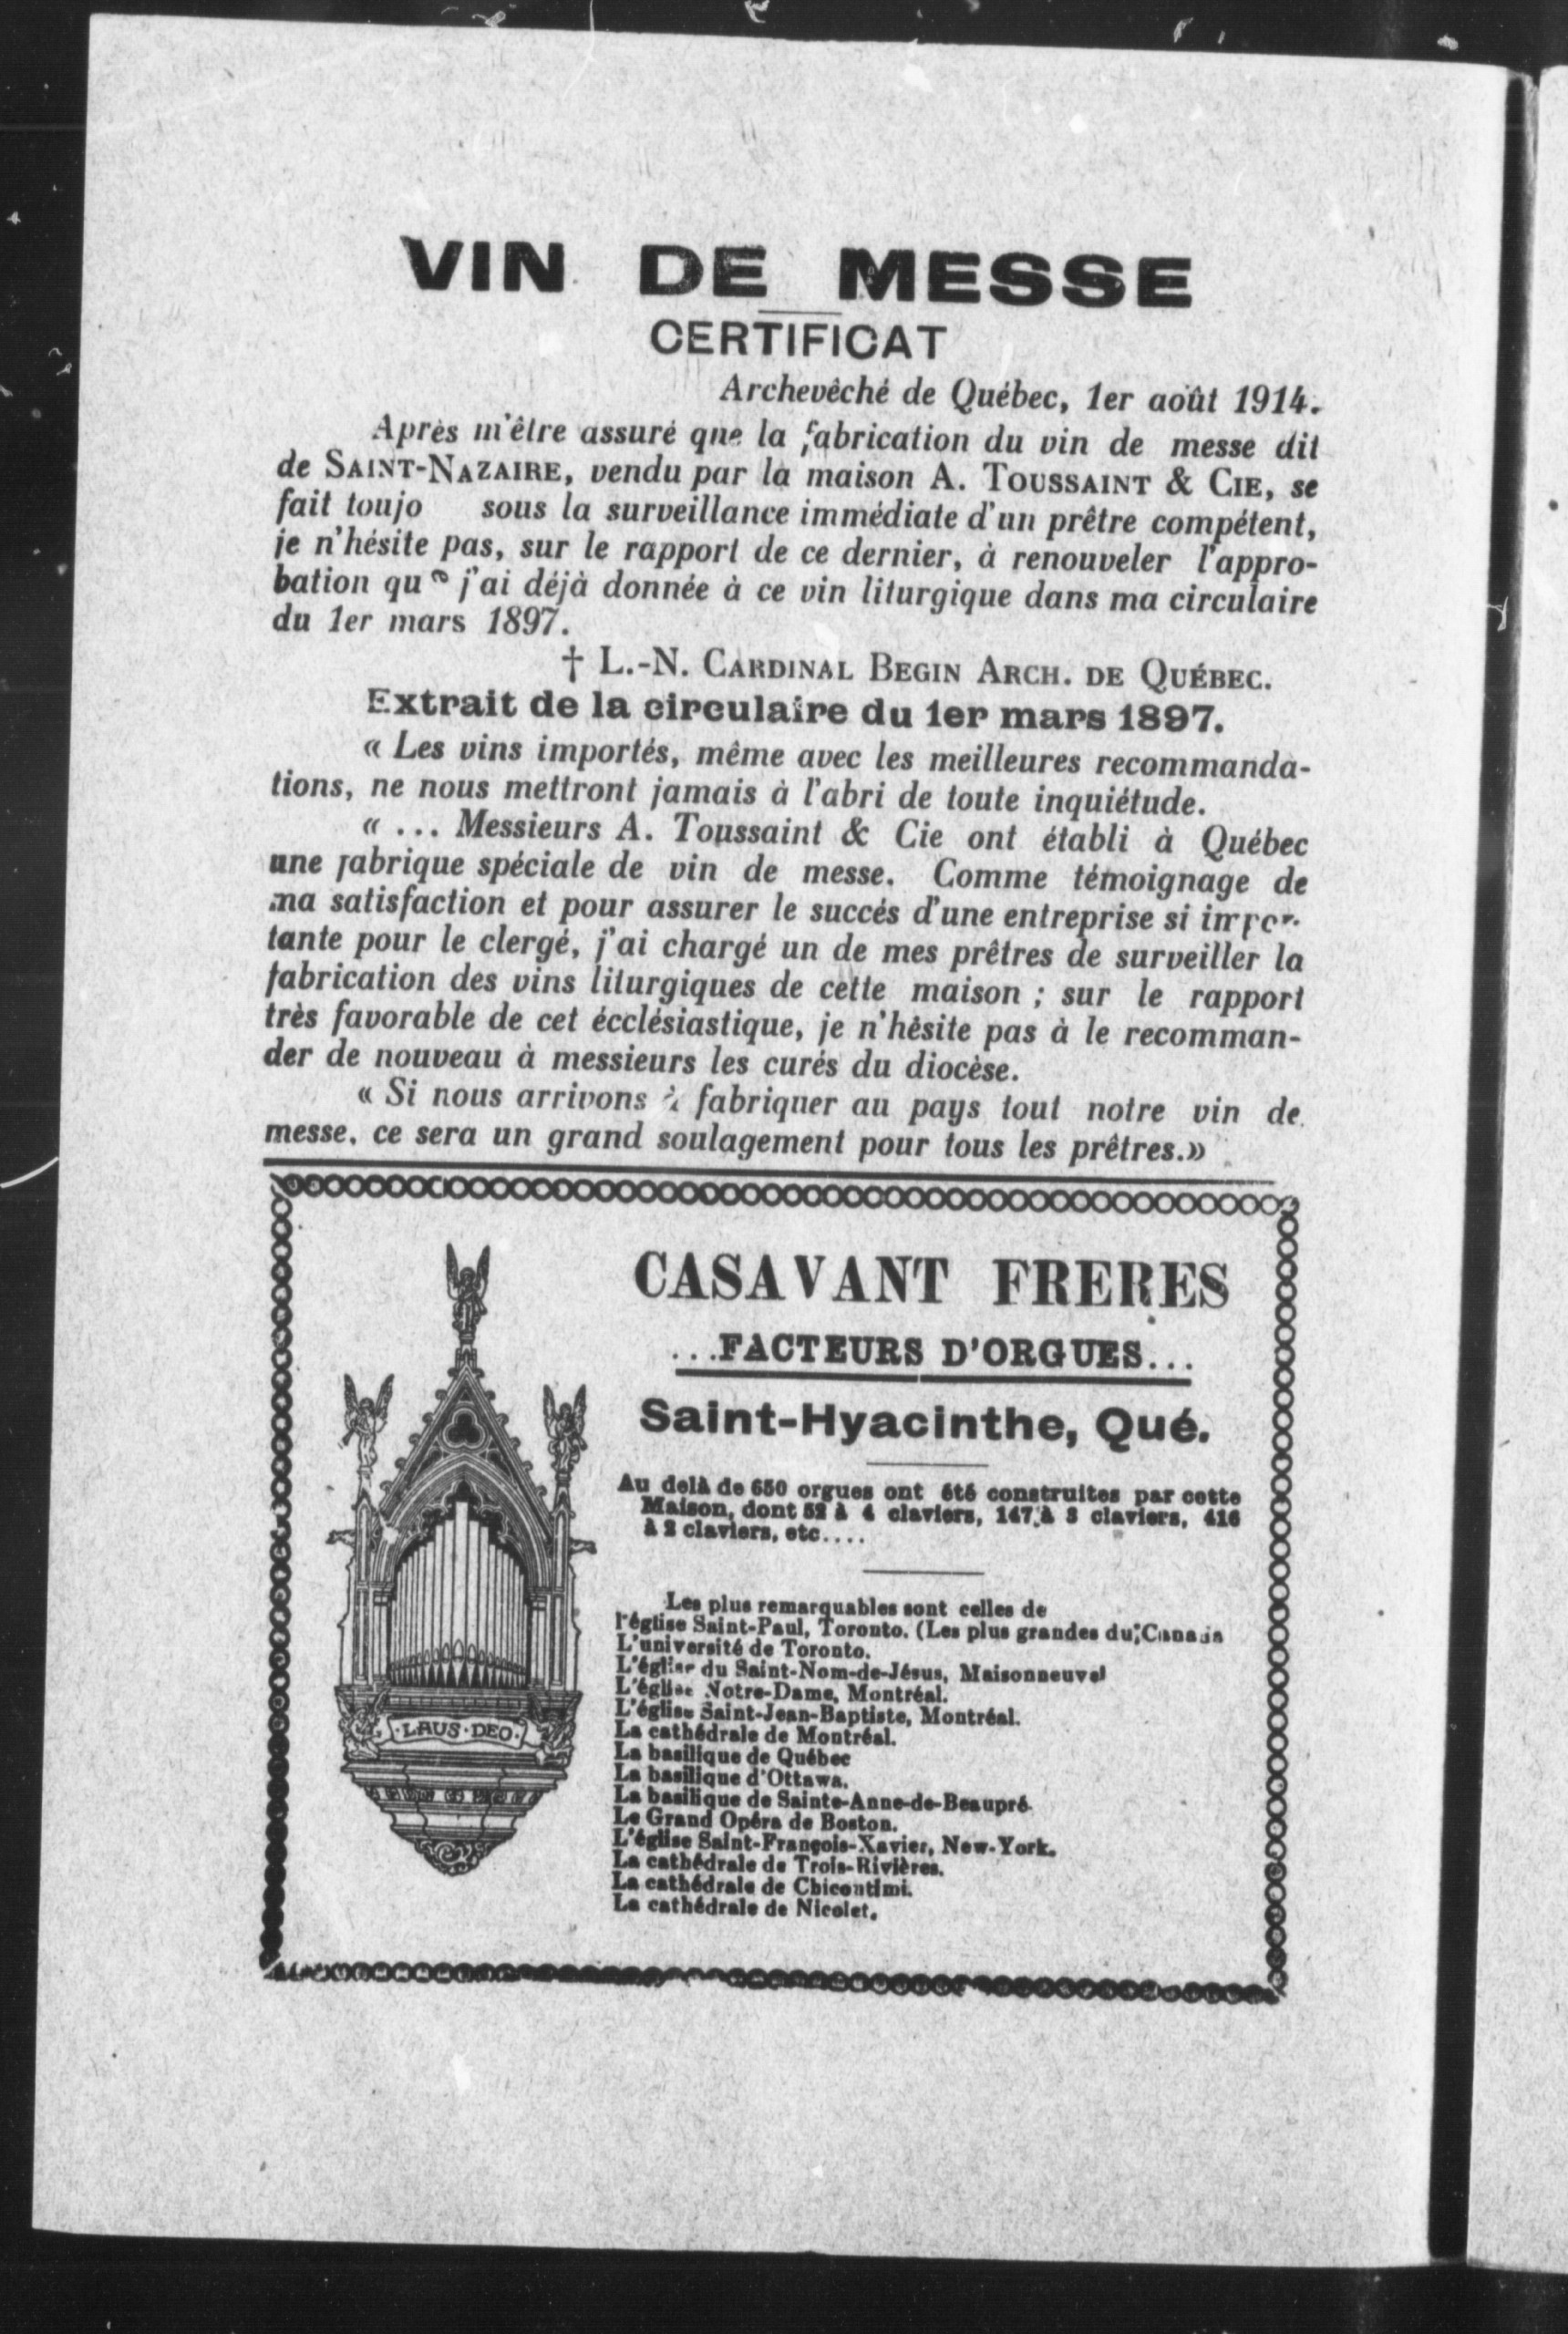 VIN DE MESSE
CERTIFICAT
Archevêché de Québec, 1er août 1914.
Après m'être assuré que la fabrication du vin de messe dit
de SAINT-NAZAIRE, vendu par la maison A. TOUSSAINT & CIE, se
fait toujo sous la surveillance immédiate d'un prêtre compétent,
je n'hésite pas, sur le rapport de ce dernier, à renouveler l'appro-
bation que j'ai déjà donnée à ce vin liturgique dans ma circulaire
du 1er mars 1897.
† L.-N. CARDINAL BEGIN ARCH. DE QUÉBEC.
Extrait de la circulaire du 1er mars 1897.
« Les vins importés, même avec les meilleures recommanda-
tions, ne nous mettront jamais à l'abri de toute inquiétude.
« ... Messieurs A. Toussaint & Cie ont établi à Québec
une fabrique spéciale de vin de messe. Comme témoignage de
ma satisfaction et pour assurer le succés d'une entreprise si impor-
tante pour le clergé, j'ai chargé un de mes prêtres de surveiller la
fabrication des vins liturgiques de cette maison ; sur le rapport
très favorable de cet écclésiastique, je n'hésite pas à le recomman-
der de nouveau à messieurs les curés du diocèse.
« Si nous arrivons à fabriquer au pays tout notre vin de
messe, ce sera un grand soulagement pour tous les prêtres.»
CASAVANT FRERES
...FACTEURS D'ORGUES...
Saint-Hyacinthe, Qué.
Au delà de 650 orgues ont été construites par cette
Maison, dont 52 à 4 claviers, 147 à 3 claviers, 416
à 2 claviers, etc....
Les plus remarquables sont celles de
l'église Saint-Paul, Toronto. (Les plus grandes du Canada
L'université de Toronto.
L'église du Saint-Nom-de-Jésus, Maisonneuve)
L'église Notre-Dame, Montréal.
L'église Saint-Jean-Baptiste, Montréal.
La cathédrale de Montréal.
La basilique de Québec
La basilique d'Ottawa.
La basilique de Sainte-Anne-de-Beaupré.
Le Grand Opéra de Boston.
L'église Saint-François-Xavier, New-York.
La cathédrale de Trois-Rivières.
La cathédrale de Chicoutimi.
La cathédrale de Nicolet.
·LAUS·DEO·